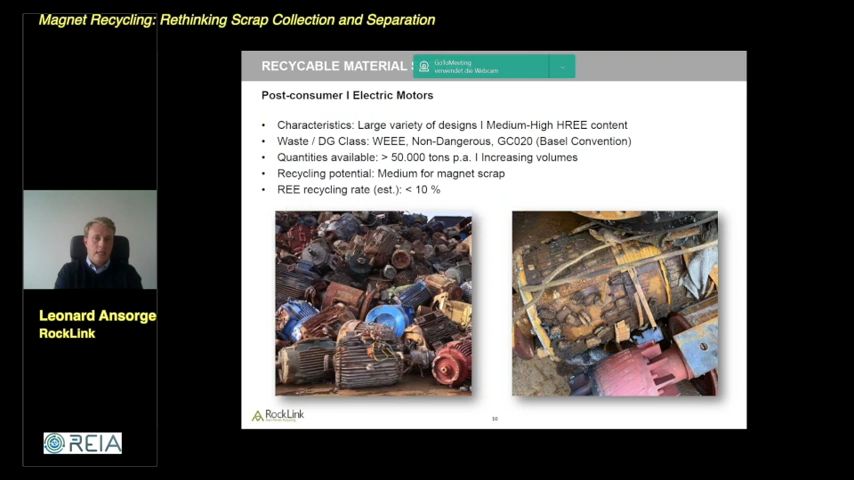 Magnet Recycling: Rethinking Scrap Collection and Separation
RECYCABLE MATERIAL
GoToMeeting
verwendet die Webcam
Post-consumer I Electric Motors
• Characteristics: Large variety of designs I Medium-High HREE content
• Waste / DG Class: WEEE, Non-Dangerous, GC020 (Basel Convention)
• Quantities available: > 50.000 tons p.a. I Increasing volumes
• Recycling potential: Medium for magnet scrap
• REE recycling rate (est.): < 10 %
Leonard Ansorge
RockLink
RockLink
REIA